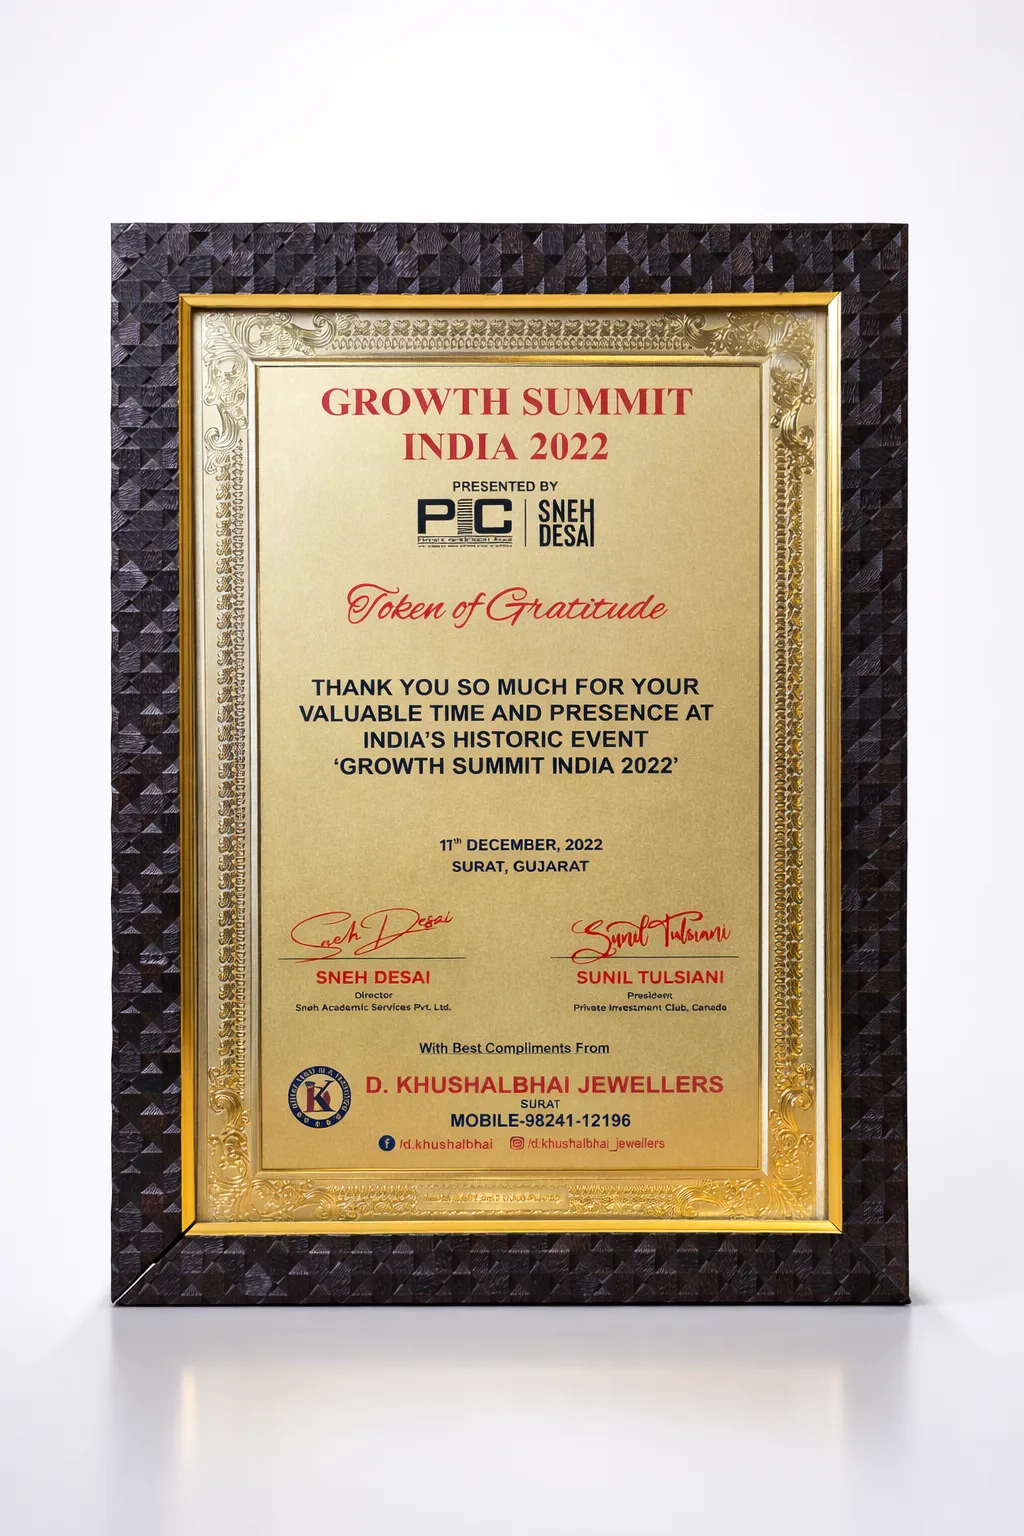 GROWTH SUMMIT
INDIA 2022
PRESENTED BY
PIC
SNEH
DESAI
Token of Gratitude
THANK YOU SO MUCH FOR YOUR
VALUABLE TIME AND PRESENCE AT
INDIA'S HISTORIC EVENT
'GROWTH SUMMIT INDIA 2022'
11th DECEMBER, 2022
SURAT, GUJARAT
Sneh Desai
Sunil Tulsiani
SNEH DESAI
Director
Sneh Academic Services Pvt. Ltd.
SUNIL TULSIANI
President
Private Investment Club, Canada
With Best Compliments From
K
D. KHUSHALBHAI JEWELLERS
SURAT
MOBILE-98241-12196
/d.khushalbhai
/d.khushalbhai_jewellers